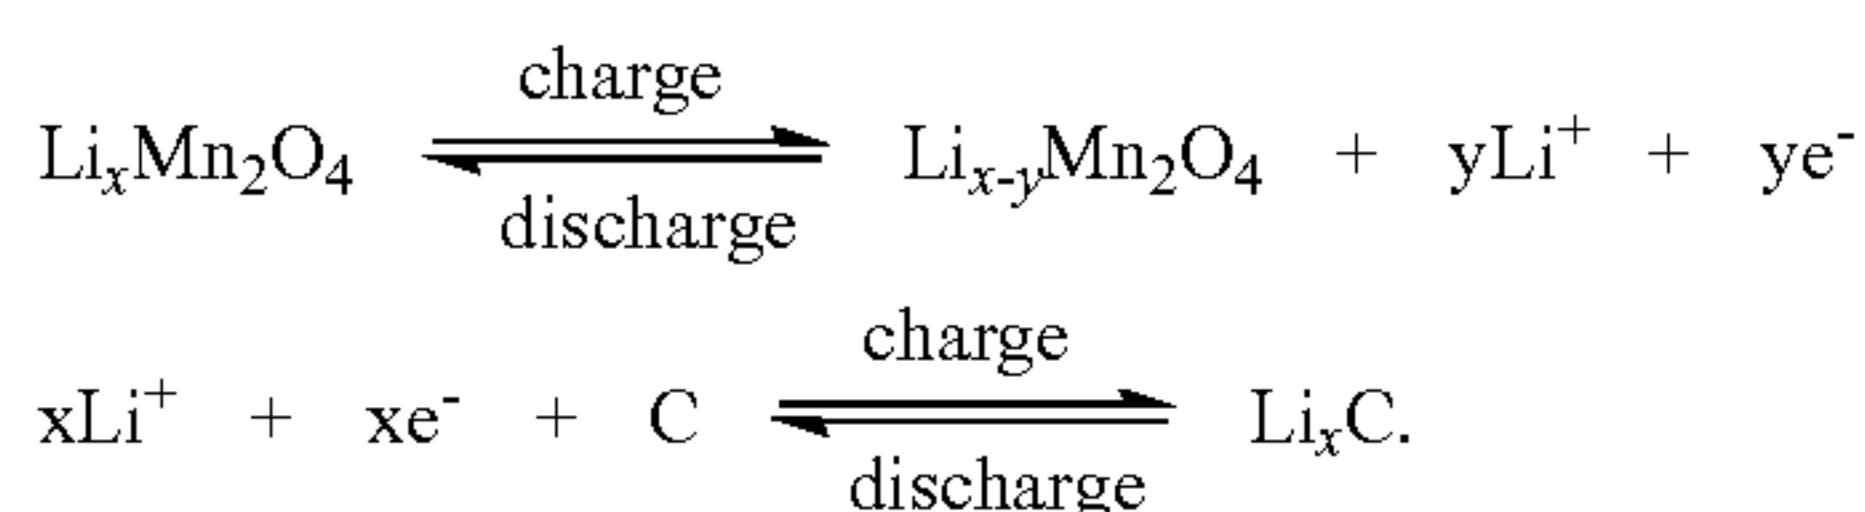 charge
LiₓMn₂O₄ ⇌ Liₓ₋yMn₂O₄ + yLi⁺ + ye⁻
discharge
charge
xLi⁺ + xe⁻ + C ⇌ LiₓC.
discharge